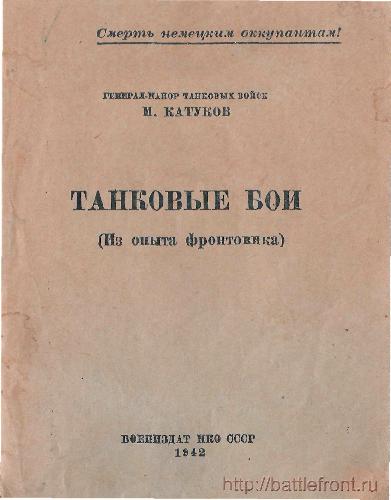 Смерть немецким оккупантам!
ГЕНЕРАЛ-МАЙОР ТАНКОВЫХ ВОЙСК
М. КАТУКОВ
ТАНКОВЫЕ БОИ
(Из опыта фронтовика)
ВОЕНИЗДАТ НКО СССР
1942
http://battlefront.ru